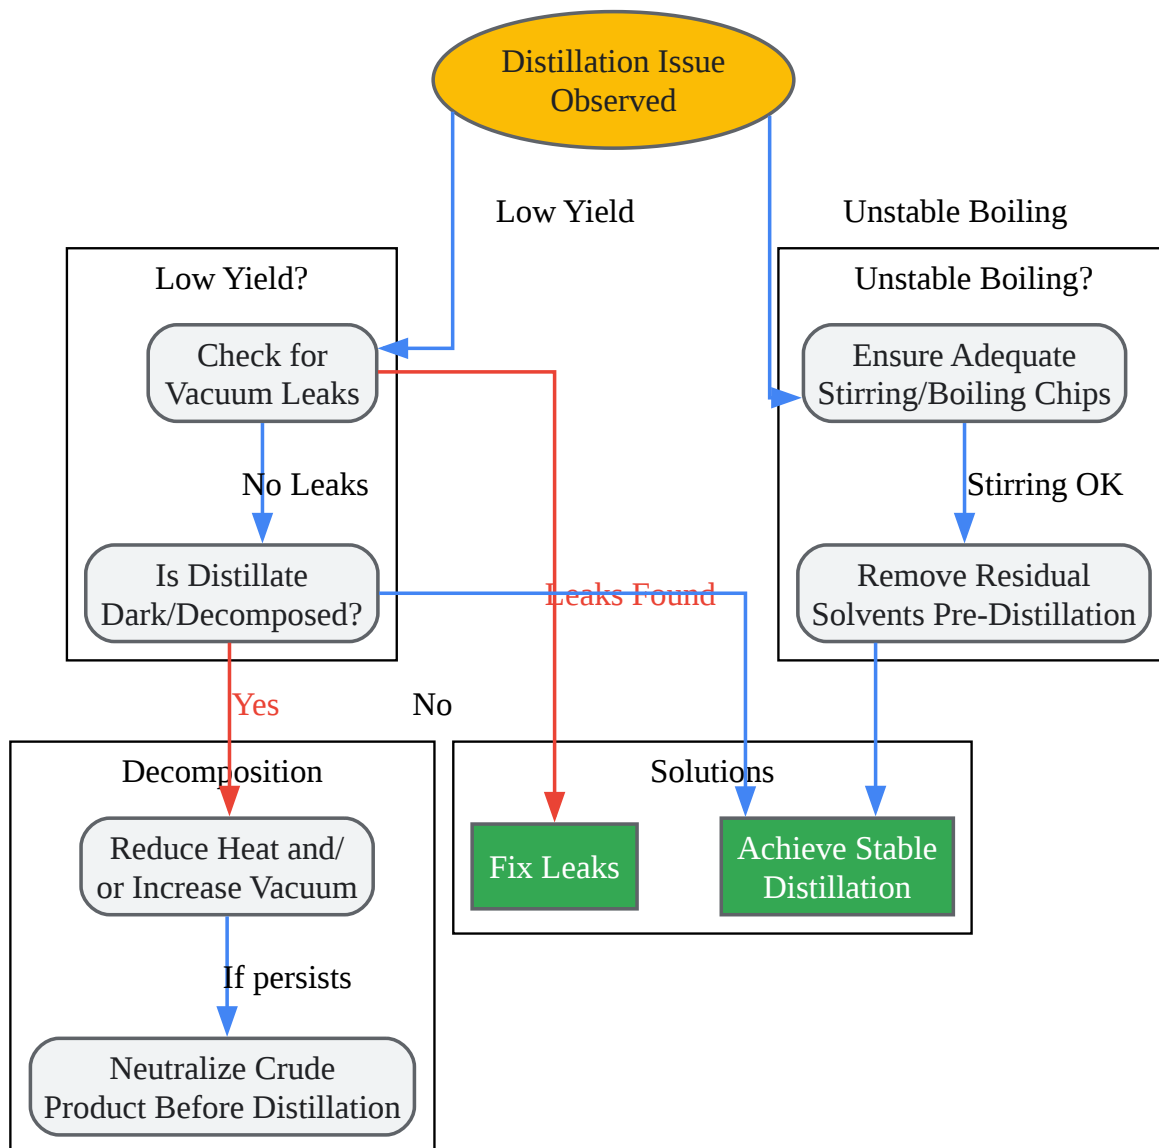 Distillation Issue
Observed
Low Yield
Unstable Boiling
Low Yield?
Unstable Boiling?
Check for
Vacuum Leaks
Ensure Adequate
Stirring/Boiling Chips
No Leaks
Stirring OK
Is Distillate
Dark/Decomposed?
Leaks Found
Remove Residual
Solvents Pre-Distillation
Yes
No
Decomposition
Solutions
Reduce Heat and/
or Increase Vacuum
Fix Leaks
Achieve Stable
Distillation
If persists
Neutralize Crude
Product Before Distillation